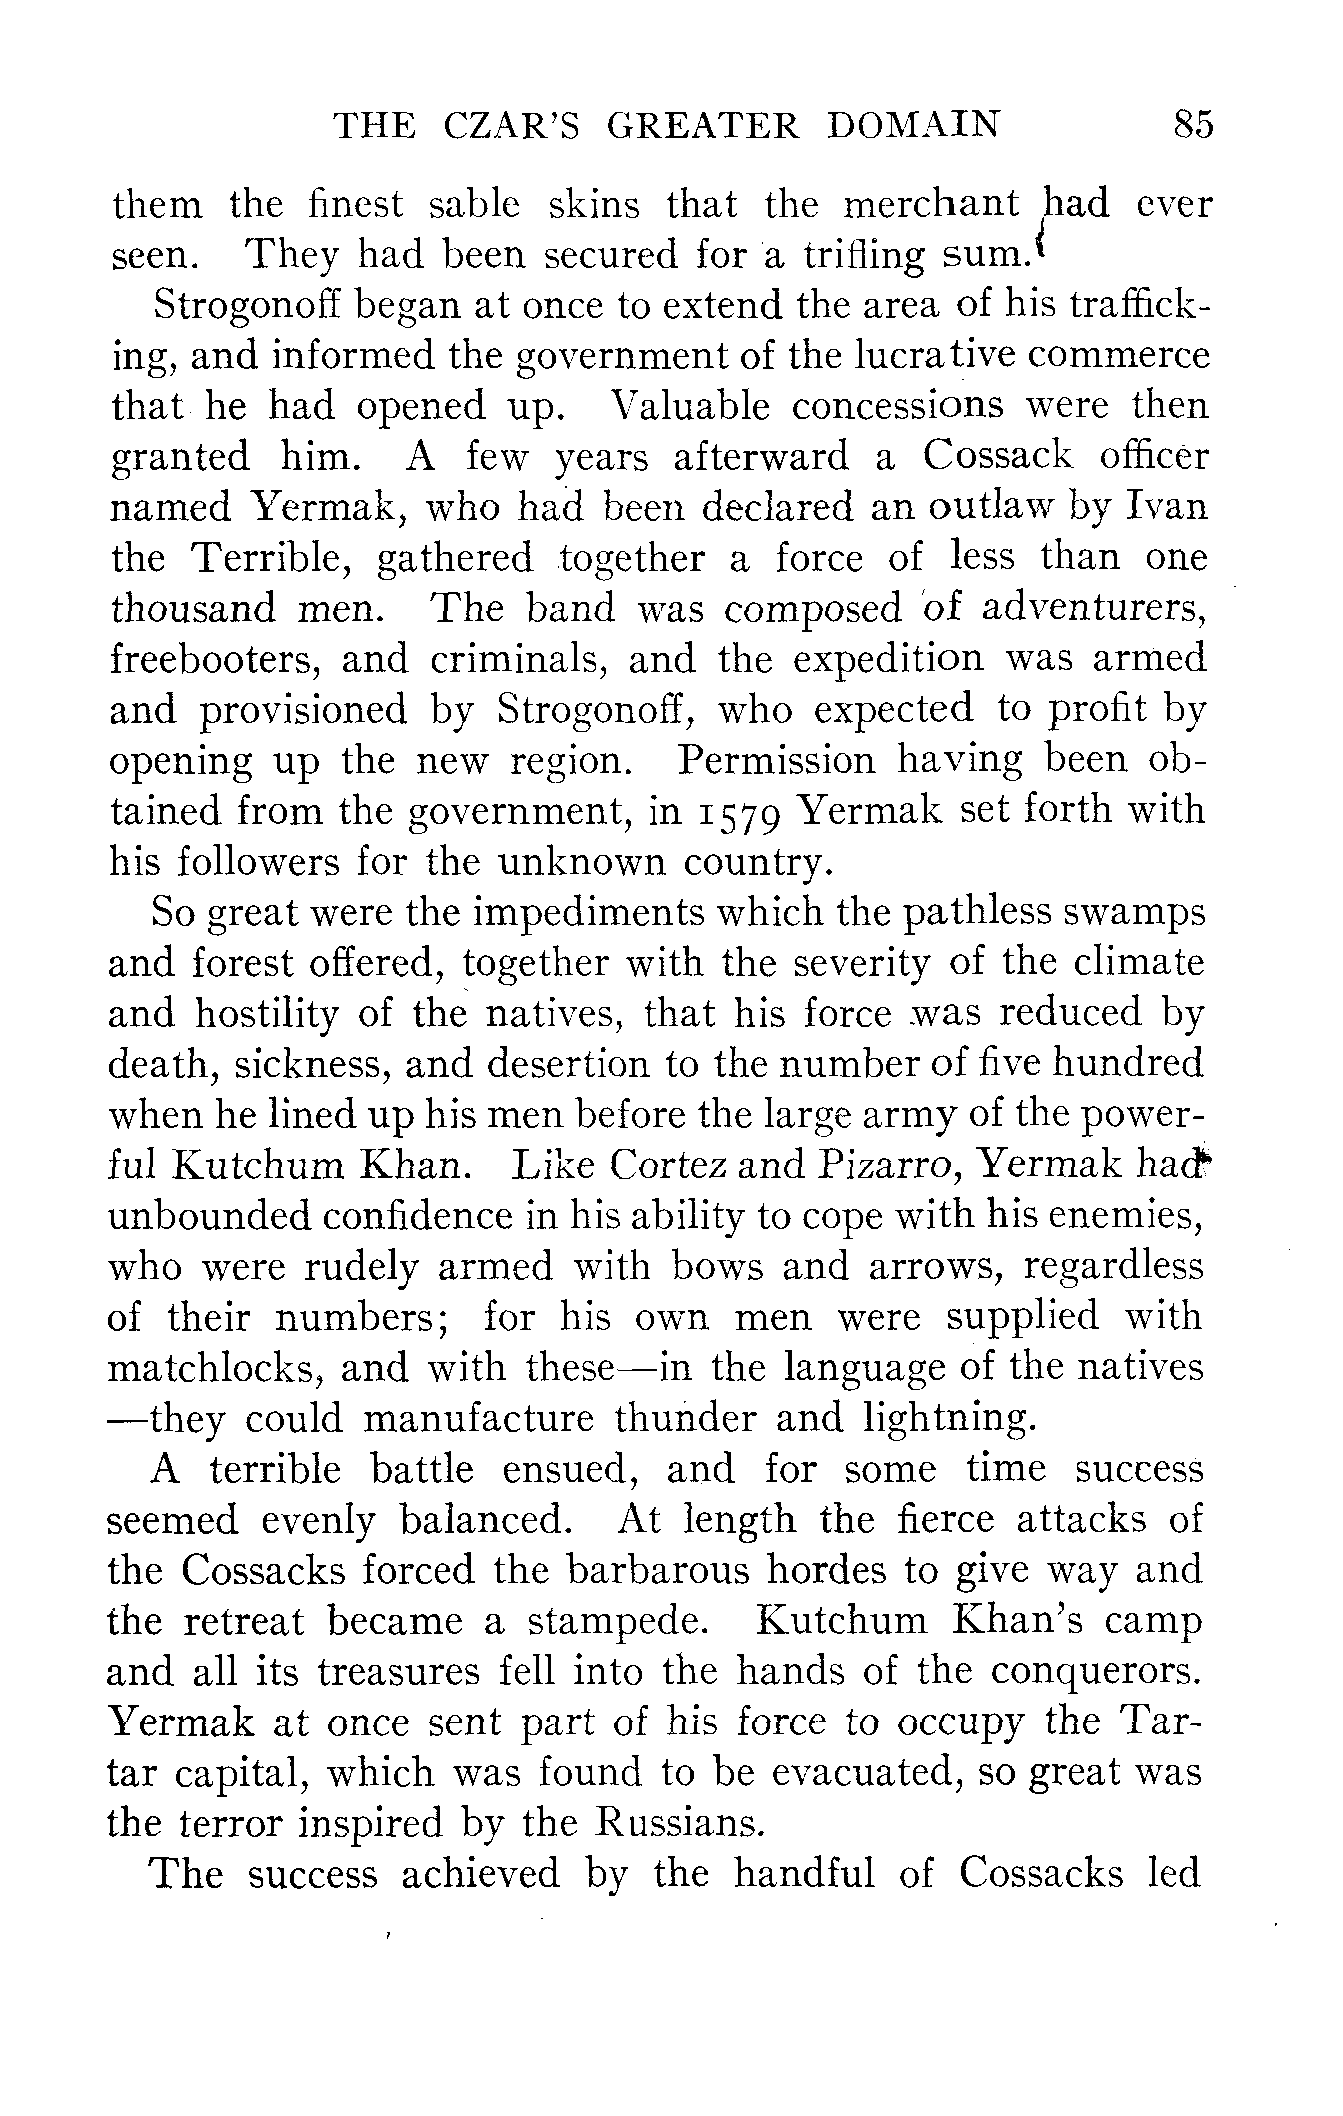 THE CZAR'S GREATER DOMAIN 85
them the finest sable skins that the merchant had ever
seen. They had been secured for a trifling sum.
Strogonoff began at once to extend the area of his traffick-
ing, and informed the government of the lucrative commerce
that he had opened up. Valuable concessions were then
granted him. A few years afterward a Cossack officer
named Yermak, who had been declared an outlaw by Ivan
the Terrible, gathered together a force of less than one
thousand men. The band was composed of adventurers,
freebooters, and criminals, and the expedition was armed
and provisioned by Strogonoff, who expected to profit by
opening up the new region. Permission having been ob-
tained from the government, in 1579 Yermak set forth with
his followers for the unknown country.
So great were the impediments which the pathless swamps
and forest offered, together with the severity of the climate
and hostility of the natives, that his force was reduced by
death, sickness, and desertion to the number of five hundred
when he lined up his men before the large army of the power-
ful Kutchum Khan. Like Cortez and Pizarro, Yermak had
unbounded confidence in his ability to cope with his enemies,
who were rudely armed with bows and arrows, regardless
of their numbers; for his own men were supplied with
matchlocks, and with these—in the language of the natives
—they could manufacture thunder and lightning.
A terrible battle ensued, and for some time success
seemed evenly balanced. At length the fierce attacks of
the Cossacks forced the barbarous hordes to give way and
the retreat became a stampede. Kutchum Khan's camp
and all its treasures fell into the hands of the conquerors.
Yermak at once sent part of his force to occupy the Tar-
tar capital, which was found to be evacuated, so great was
the terror inspired by the Russians.
The success achieved by the handful of Cossacks led